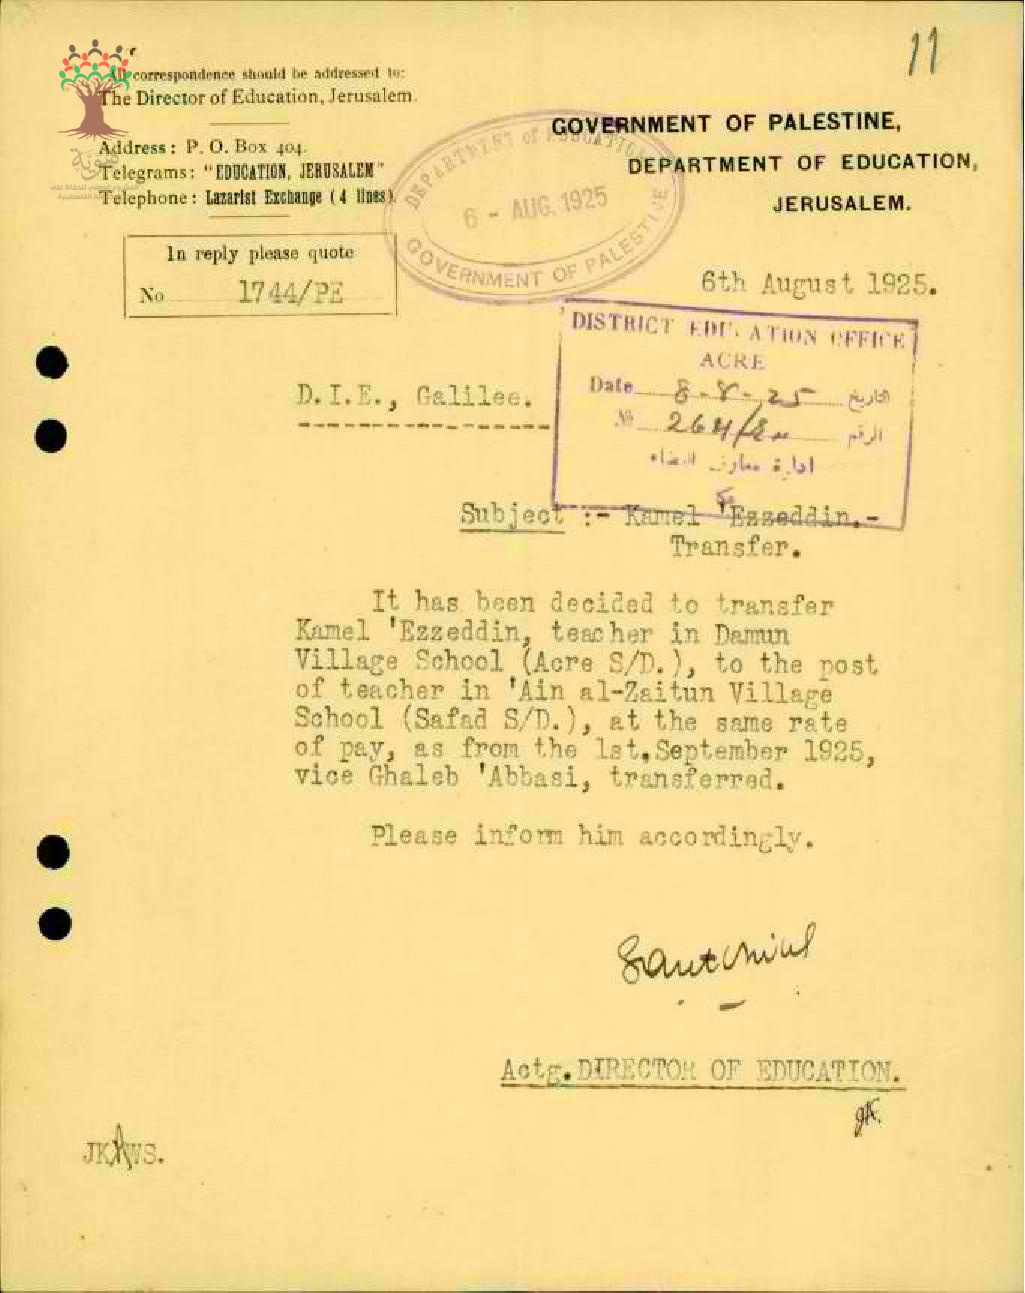 11
All correspondence should be addressed to:
The Director of Education, Jerusalem.
Address : P. O. Box 404.
Telegrams : "EDUCATION, JERUSALEM"
Telephone : Lazarist Exchange (4 lines).
In reply please quote
No 1744/PE
GOVERNMENT OF PALESTINE,
DEPARTMENT OF EDUCATION,
JERUSALEM.
DEPARTMENT of EDUCATION
6 - AUG. 1925
GOVERNMENT OF PALESTINE
6th August 1925.
DISTRICT EDU. ATION OFFICE
ACRE
Date 8-8-25 التاريخ
№ 264/ الرقم
ادارة معارف
D.I.E., Galilee.
Subject :- Kamel 'Ezzeddin.-
Transfer.
It has been decided to transfer
Kamel 'Ezzeddin, teacher in Damun
Village School (Acre S/D.), to the post
of teacher in 'Ain al-Zaitun Village
School (Safad S/D.), at the same rate
of pay, as from the 1st.September 1925,
vice Ghaleb 'Abbasi, transferred.
Please inform him accordingly.
Actg.DIRECTOR OF EDUCATION.
JK/WS.